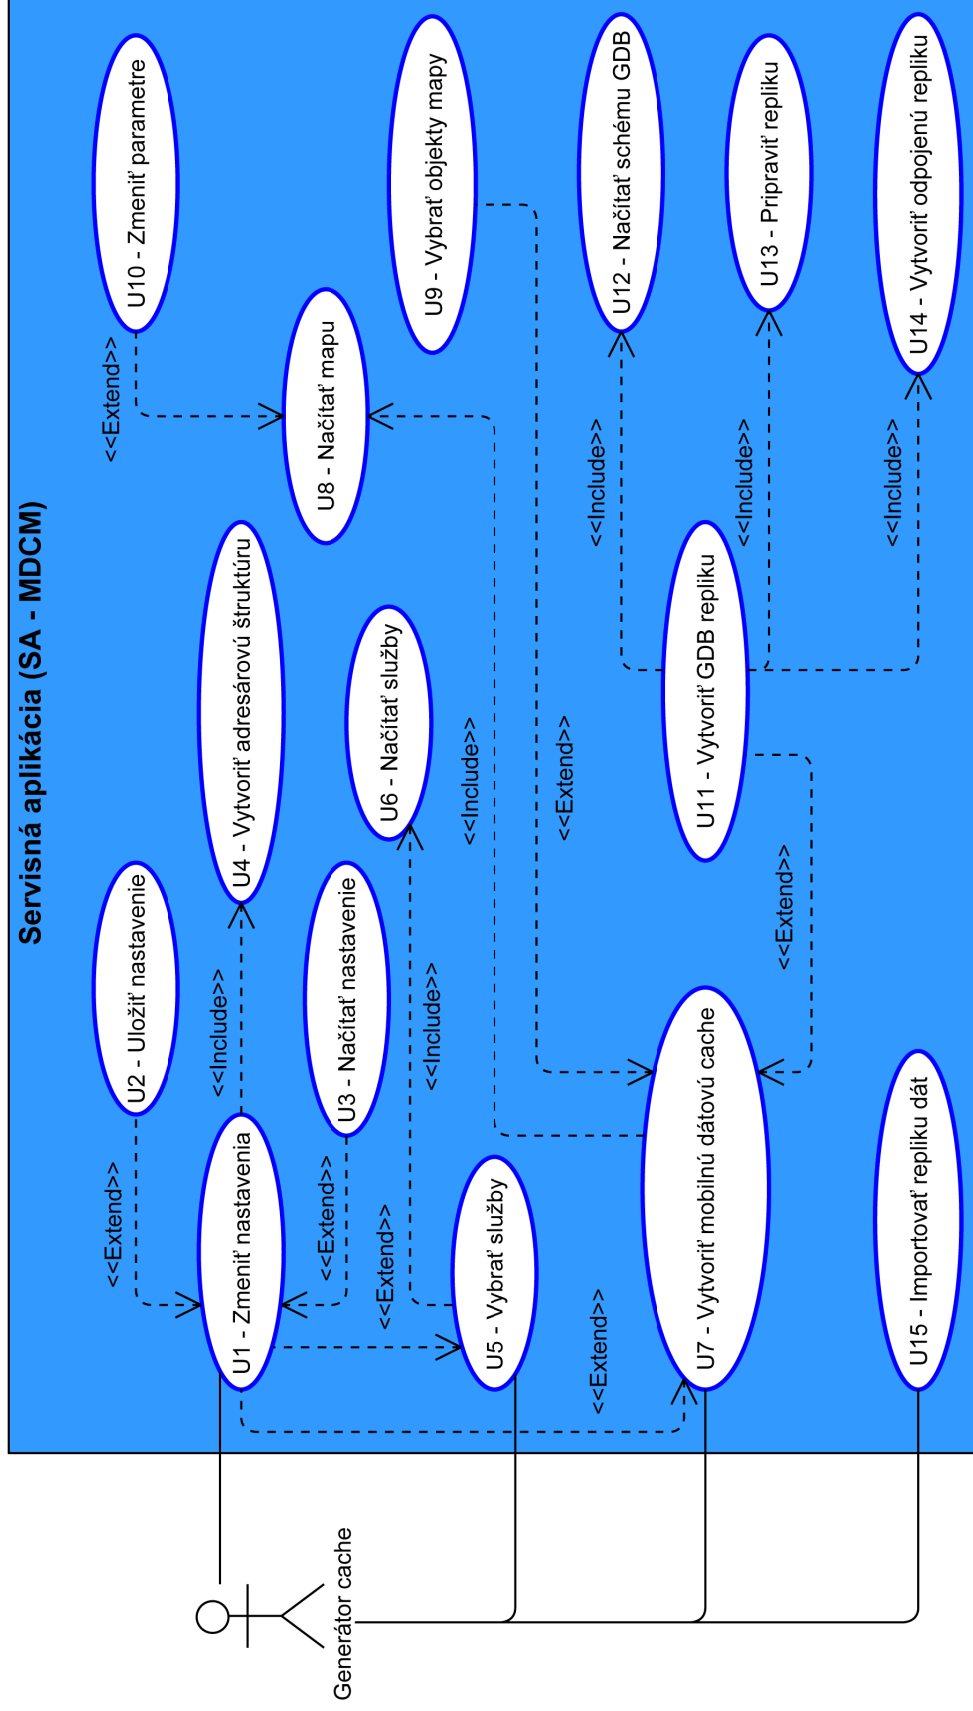 Servisná aplikácia (SA - MDCM)
Generátor cache
U1 - Zmeniť nastavenia
<<Extend>>
U2 - Uložiť nastavenie
<<Include>>
U4 - Vytvoriť adresárovú štruktúru
<<Extend>>
U10 - Zmeniť parametre
<<Extend>>
U3 - Načítať nastavenie
U8 - Načítať mapu
<<Extend>>
<<Include>>
U6 - Načítať služby
U9 - Vybrať objekty mapy
U5 - Vybrať služby
<<Include>>
<<Extend>>
<<Extend>>
<<Include>>
U12 - Načítať schému GDB
U7 - Vytvoriť mobilnú dátovú cache
U11 - Vytvoriť GDB repliku
<<Include>>
U13 - Pripraviť repliku
<<Extend>>
<<Include>>
U14 - Vytvoriť odpojenú repliku
U15 - Importovať repliku dát